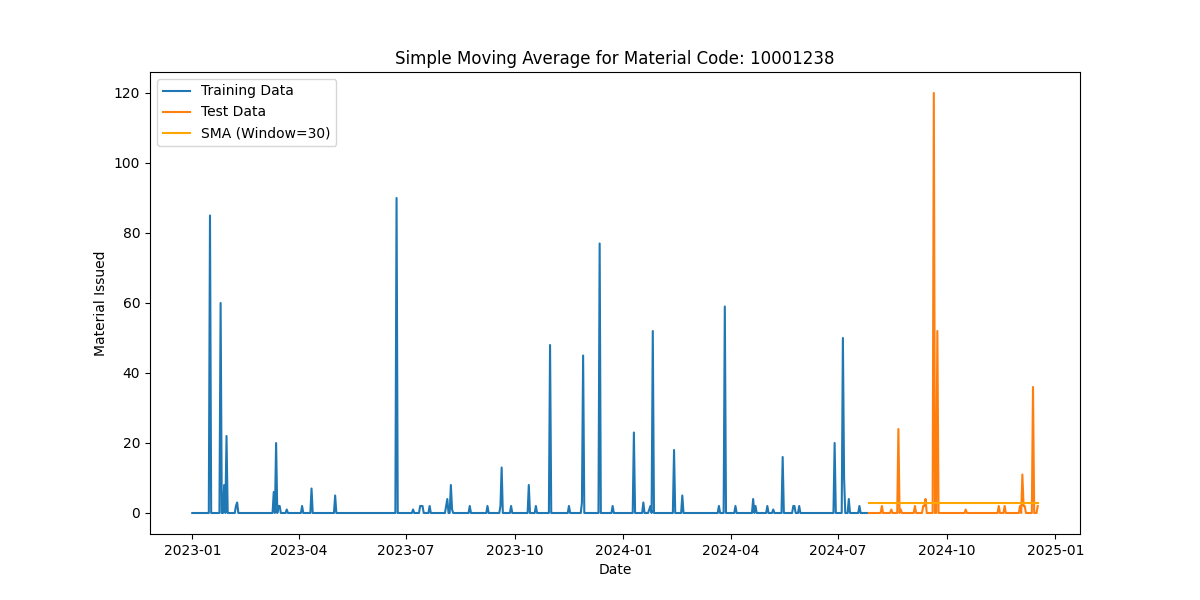 Simple Moving Average for Material Code: 10001238
Training Data
Test Data
SMA (Window=30)
Material Issued
120
100
80
60
40
20
0
2023-01 2023-04 2023-07 2023-10 2024-01 2024-04 2024-07 2024-10 2025-01
Date